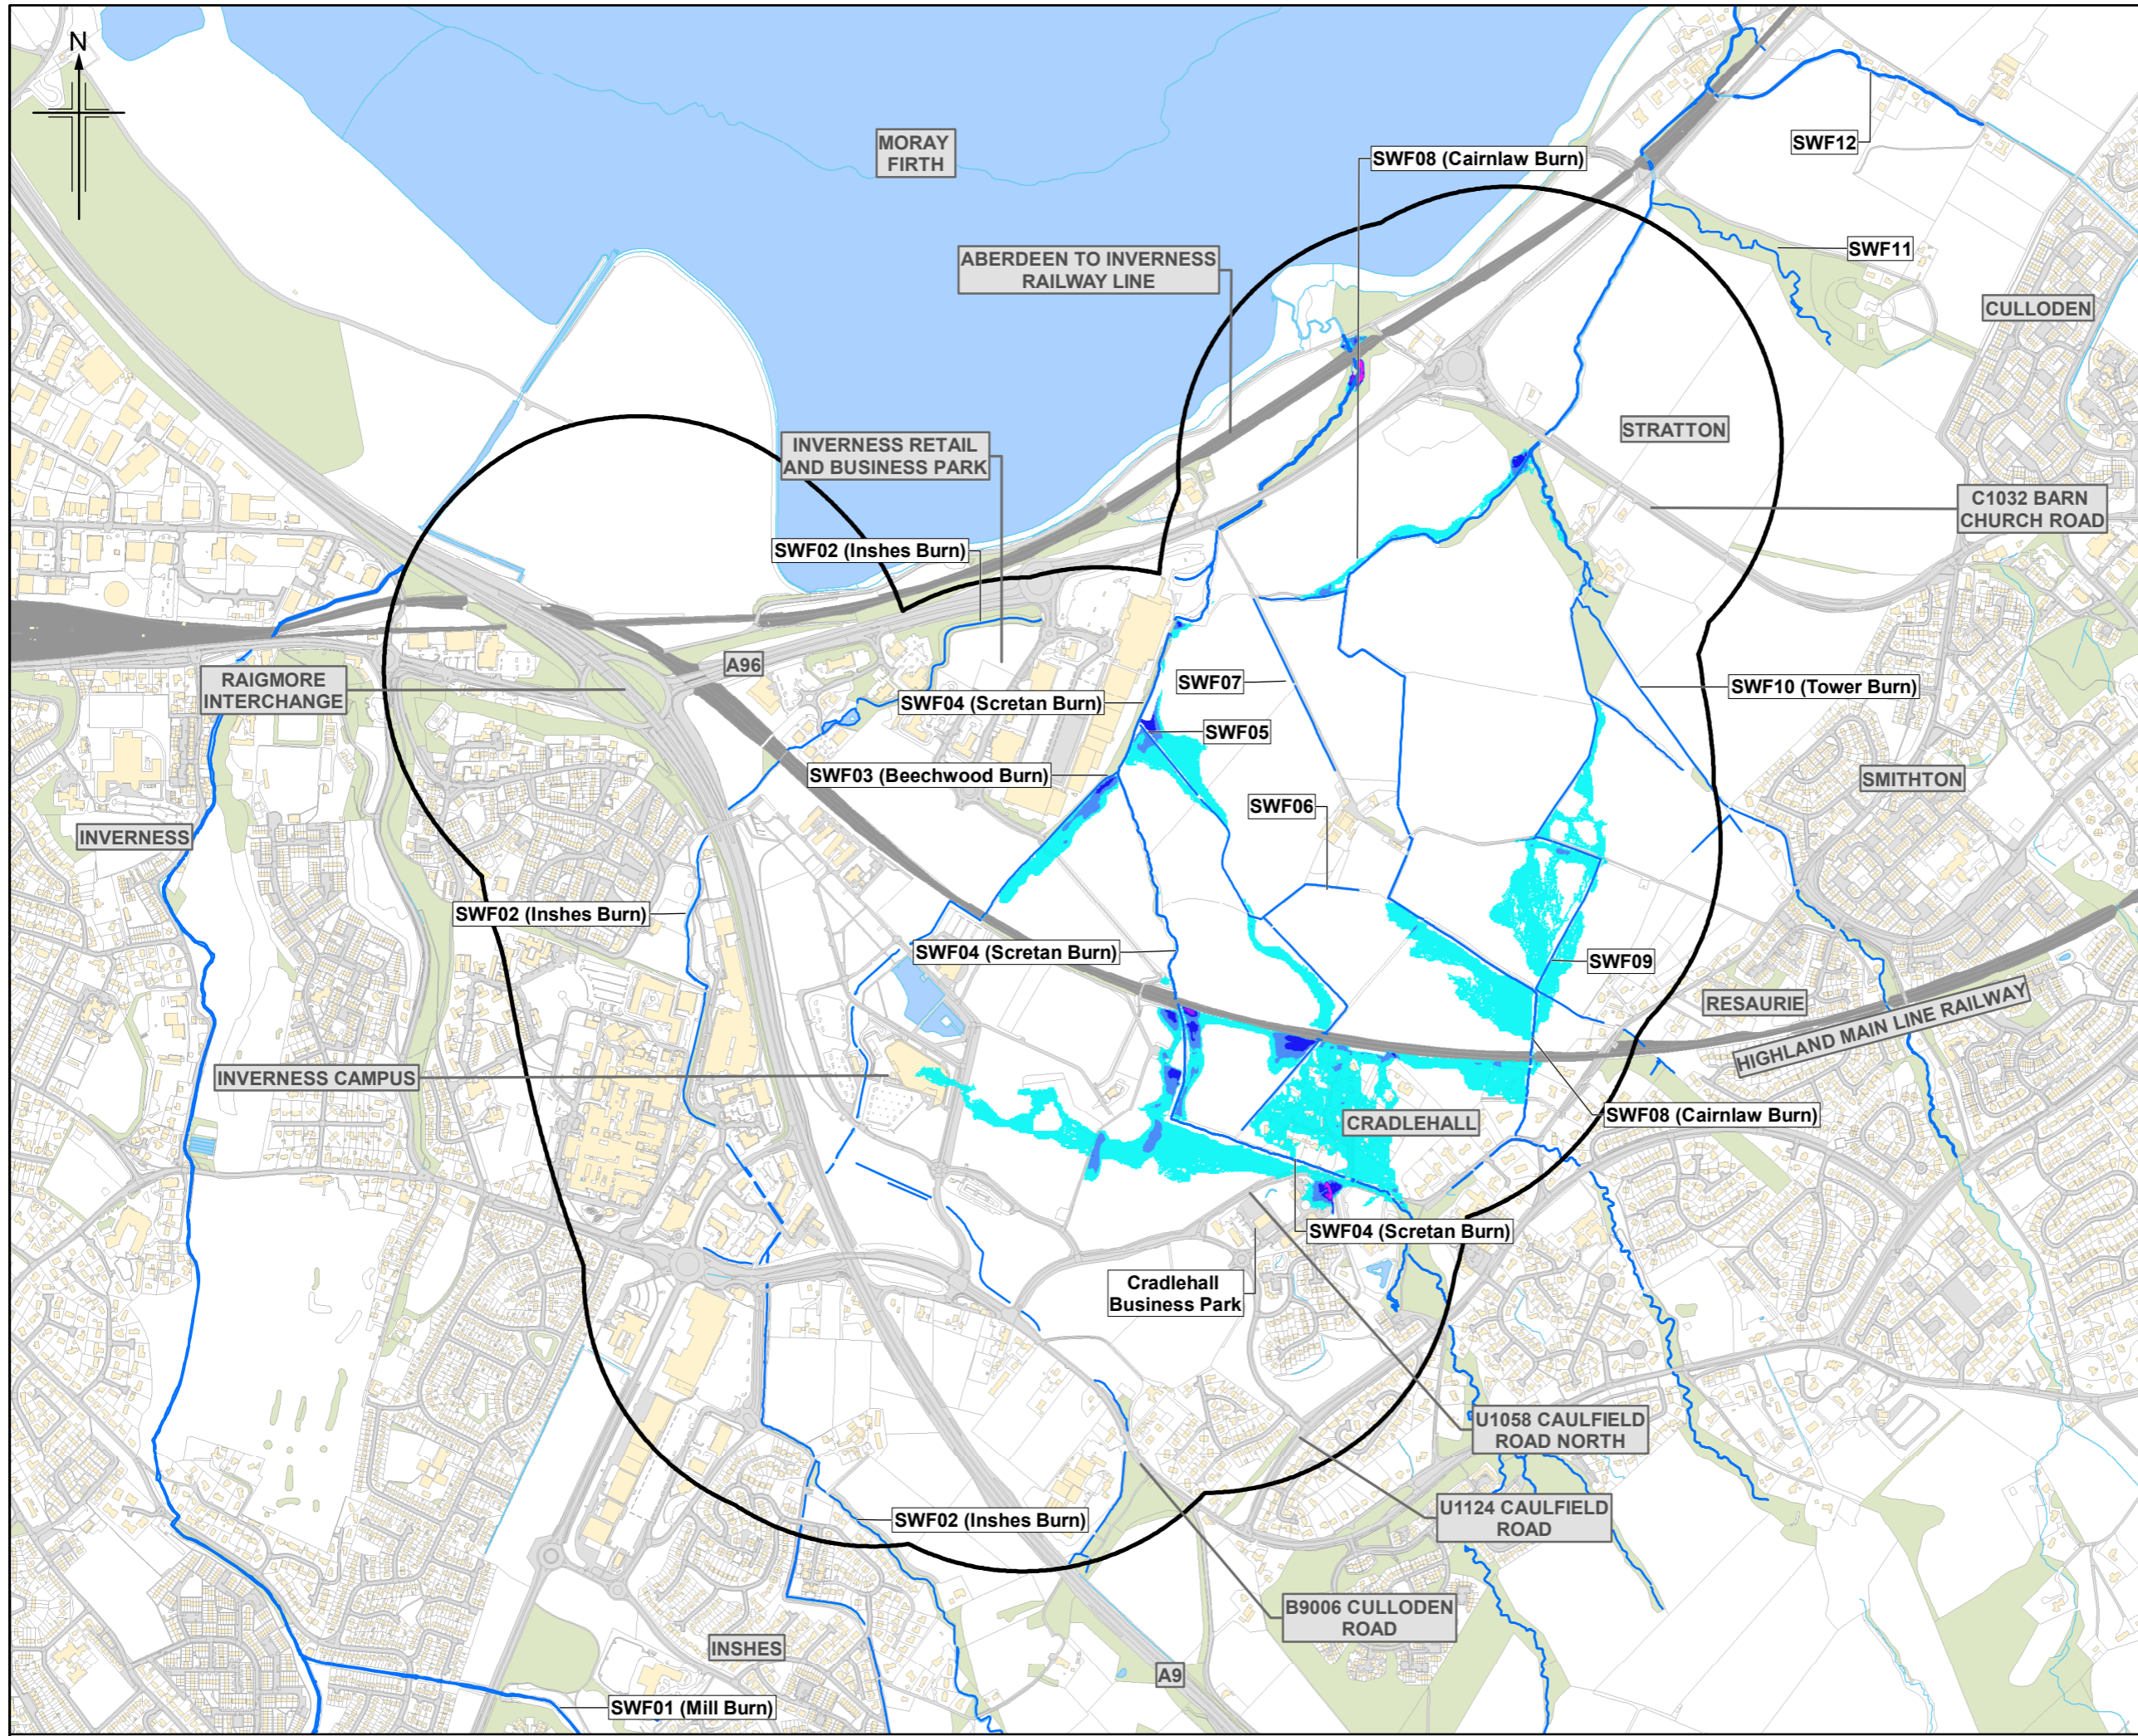 N
MORAY
FIRTH
SWF08 (Cairnlaw Burn)
SWF12
SWF11
ABERDEEN TO INVERNESS
RAILWAY LINE
CULLODEN
STRATTON
INVERNESS RETAIL
AND BUSINESS PARK
C1032 BARN
CHURCH ROAD
SWF02 (Inshes Burn)
A96
RAIGMORE
INTERCHANGE
SWF07
SWF10 (Tower Burn)
SWF04 (Scretan Burn)
SWF05
SWF03 (Beechwood Burn)
SMITHTON
SWF06
INVERNESS
SWF02 (Inshes Burn)
SWF04 (Scretan Burn)
SWF09
RESAURIE
HIGHLAND MAIN LINE RAILWAY
INVERNESS CAMPUS
CRADLEHALL
SWF08 (Cairnlaw Burn)
SWF04 (Scretan Burn)
Cradlehall
Business Park
U1058 CAULFIELD
ROAD NORTH
SWF02 (Inshes Burn)
U1124 CAULFIELD
ROAD
B9006 CULLODEN
ROAD
INSHES
A9
SWF01 (Mill Burn)